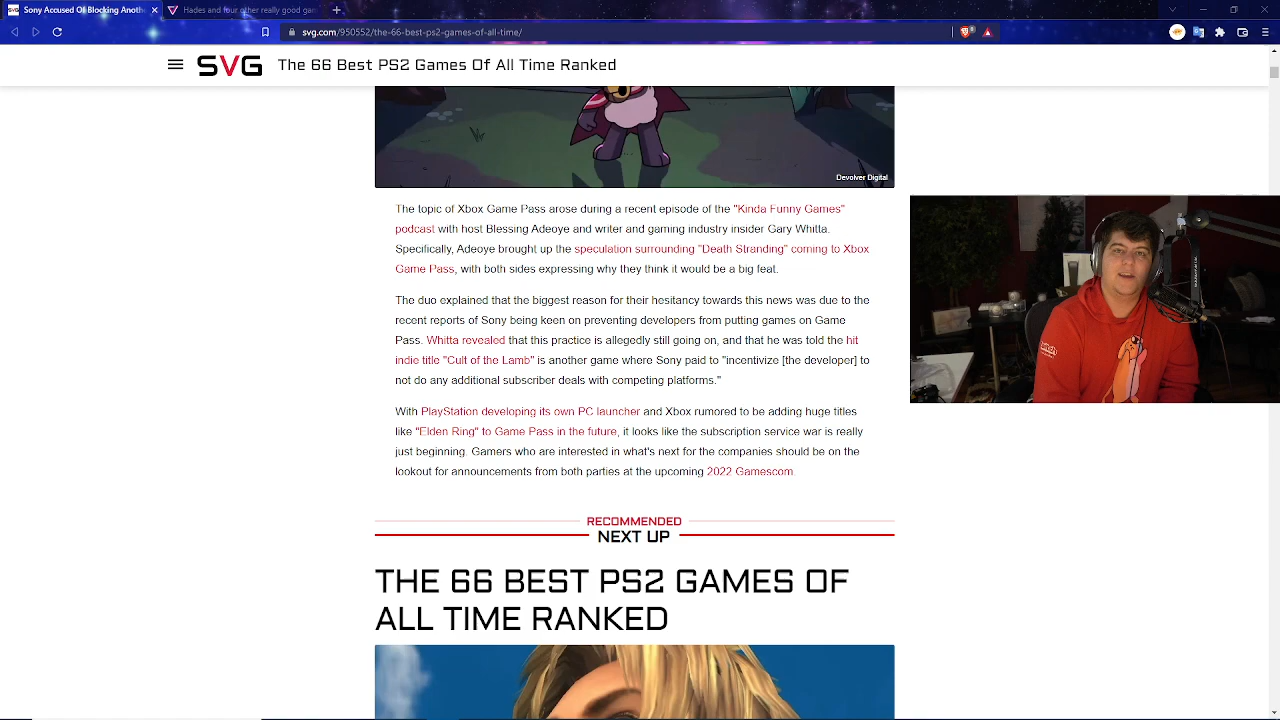 Sony Accused Of Blocking Anoth
Hades and four other really good gam
svg.com/950552/the-66-best-ps2-games-of-all-time/
SVG
The 66 Best PS2 Games Of All Time Ranked
Devolver Digital
The topic of Xbox Game Pass arose during a recent episode of the "Kinda Funny Games"
podcast with host Blessing Adeoye and writer and gaming industry insider Gary Whitta.
Specifically, Adeoye brought up the speculation surrounding "Death Stranding" coming to Xbox
Game Pass, with both sides expressing why they think it would be a big feat.
The duo explained that the biggest reason for their hesitancy towards this news was due to the
recent reports of Sony being keen on preventing developers from putting games on Game
Pass. Whitta revealed that this practice is allegedly still going on, and that he was told the hit
indie title "Cult of the Lamb" is another game where Sony paid to "incentivize [the developer] to
not do any additional subscriber deals with competing platforms."
With PlayStation developing its own PC launcher and Xbox rumored to be adding huge titles
like "Elden Ring" to Game Pass in the future, it looks like the subscription service war is really
just beginning. Gamers who are interested in what's next for the companies should be on the
lookout for announcements from both parties at the upcoming 2022 Gamescom.
RECOMMENDED
NEXT UP
THE 66 BEST PS2 GAMES OF
ALL TIME RANKED